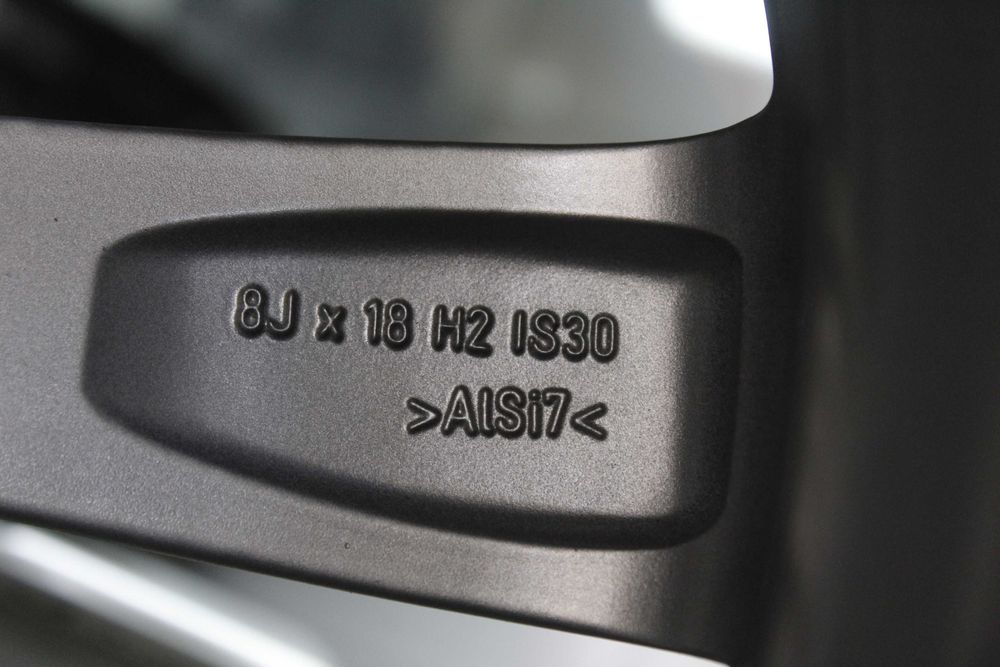 8J x 18 H2 IS30
>AlSi7<